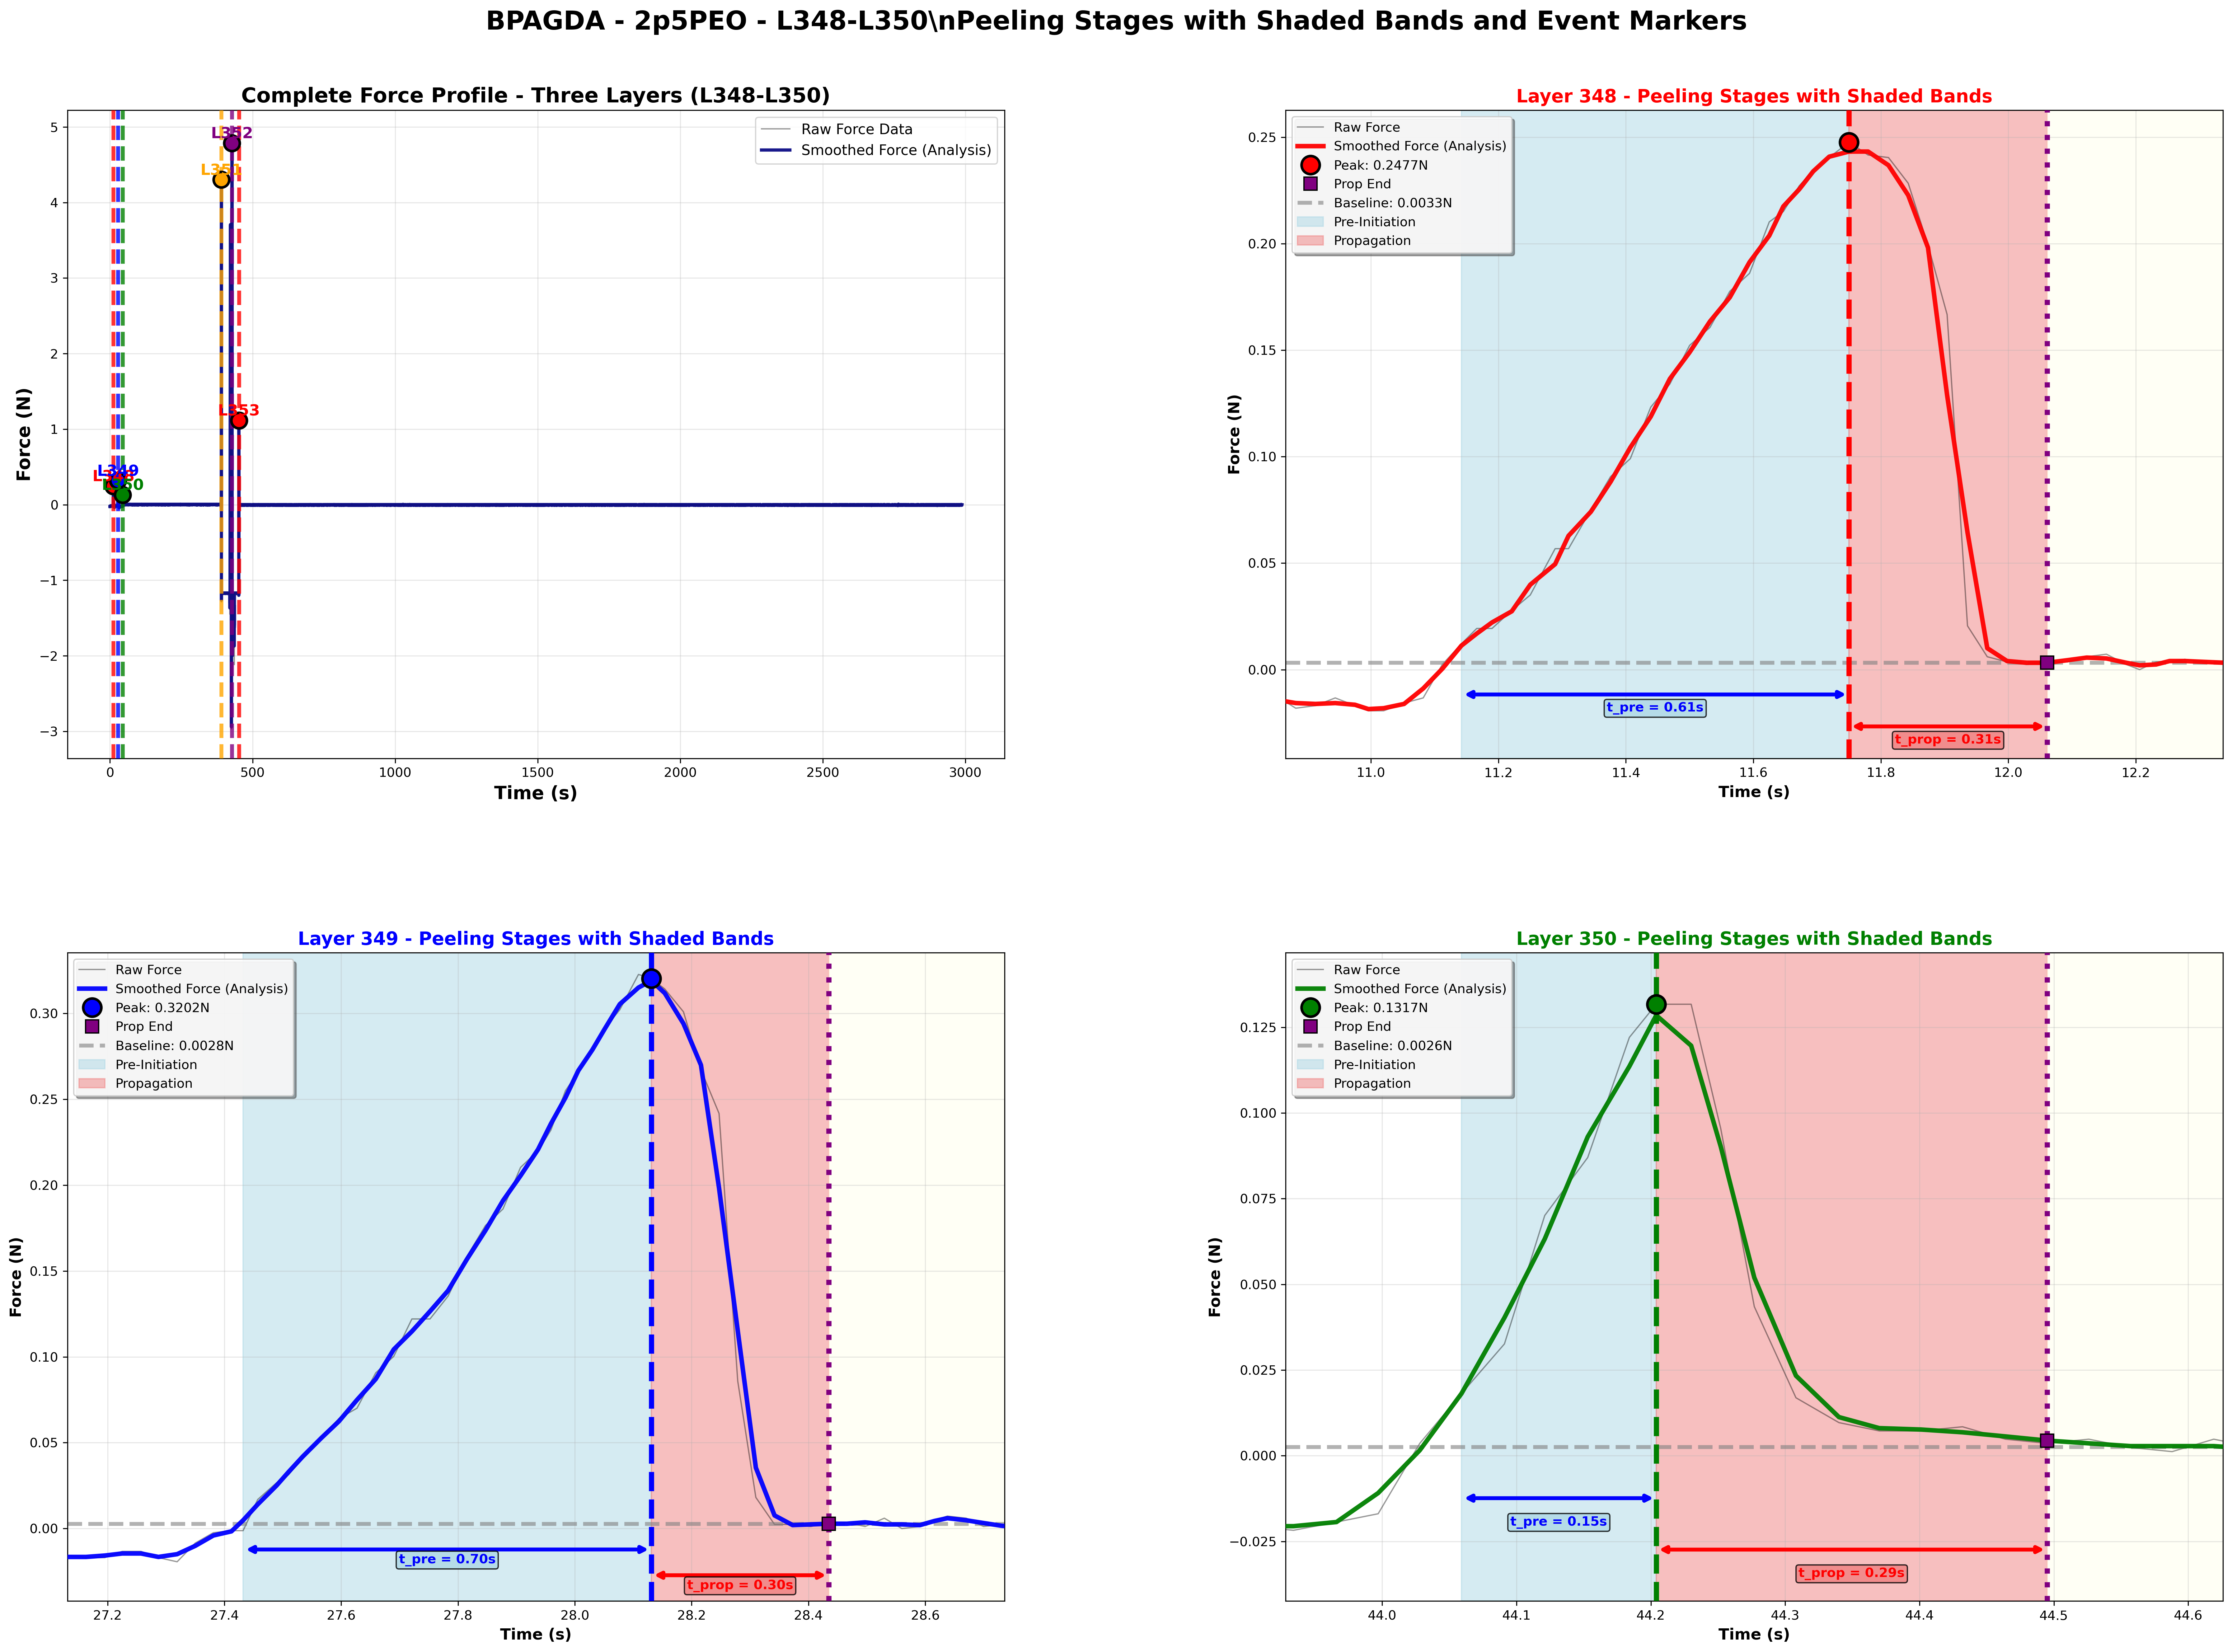 BPAGDA - 2p5PEO - L348-L350\nPeeling Stages with Shaded Bands and Event Markers
Complete Force Profile - Three Layers (L348-L350)
Raw Force Data
Smoothed Force (Analysis)
L352
L351
L353
L349
L348
L350
5
4
3
2
1
0
−1
−2
−3
Force (N)
0
500
1000
1500
2000
2500
3000
Time (s)
Layer 348 - Peeling Stages with Shaded Bands
Raw Force
Smoothed Force (Analysis)
Peak: 0.2477N
Prop End
Baseline: 0.0033N
Pre-Initiation
Propagation
0.25
0.20
0.15
0.10
0.05
0.00
Force (N)
t_pre = 0.61s
t_prop = 0.31s
11.0
11.2
11.4
11.6
11.8
12.0
12.2
Time (s)
Layer 349 - Peeling Stages with Shaded Bands
Raw Force
Smoothed Force (Analysis)
Peak: 0.3202N
Prop End
Baseline: 0.0028N
Pre-Initiation
Propagation
0.30
0.25
0.20
0.15
0.10
0.05
0.00
Force (N)
t_pre = 0.70s
t_prop = 0.30s
27.2
27.4
27.6
27.8
28.0
28.2
28.4
28.6
Time (s)
Layer 350 - Peeling Stages with Shaded Bands
Raw Force
Smoothed Force (Analysis)
Peak: 0.1317N
Prop End
Baseline: 0.0026N
Pre-Initiation
Propagation
0.125
0.100
0.075
0.050
0.025
0.000
−0.025
Force (N)
t_pre = 0.15s
t_prop = 0.29s
44.0
44.1
44.2
44.3
44.4
44.5
44.6
Time (s)